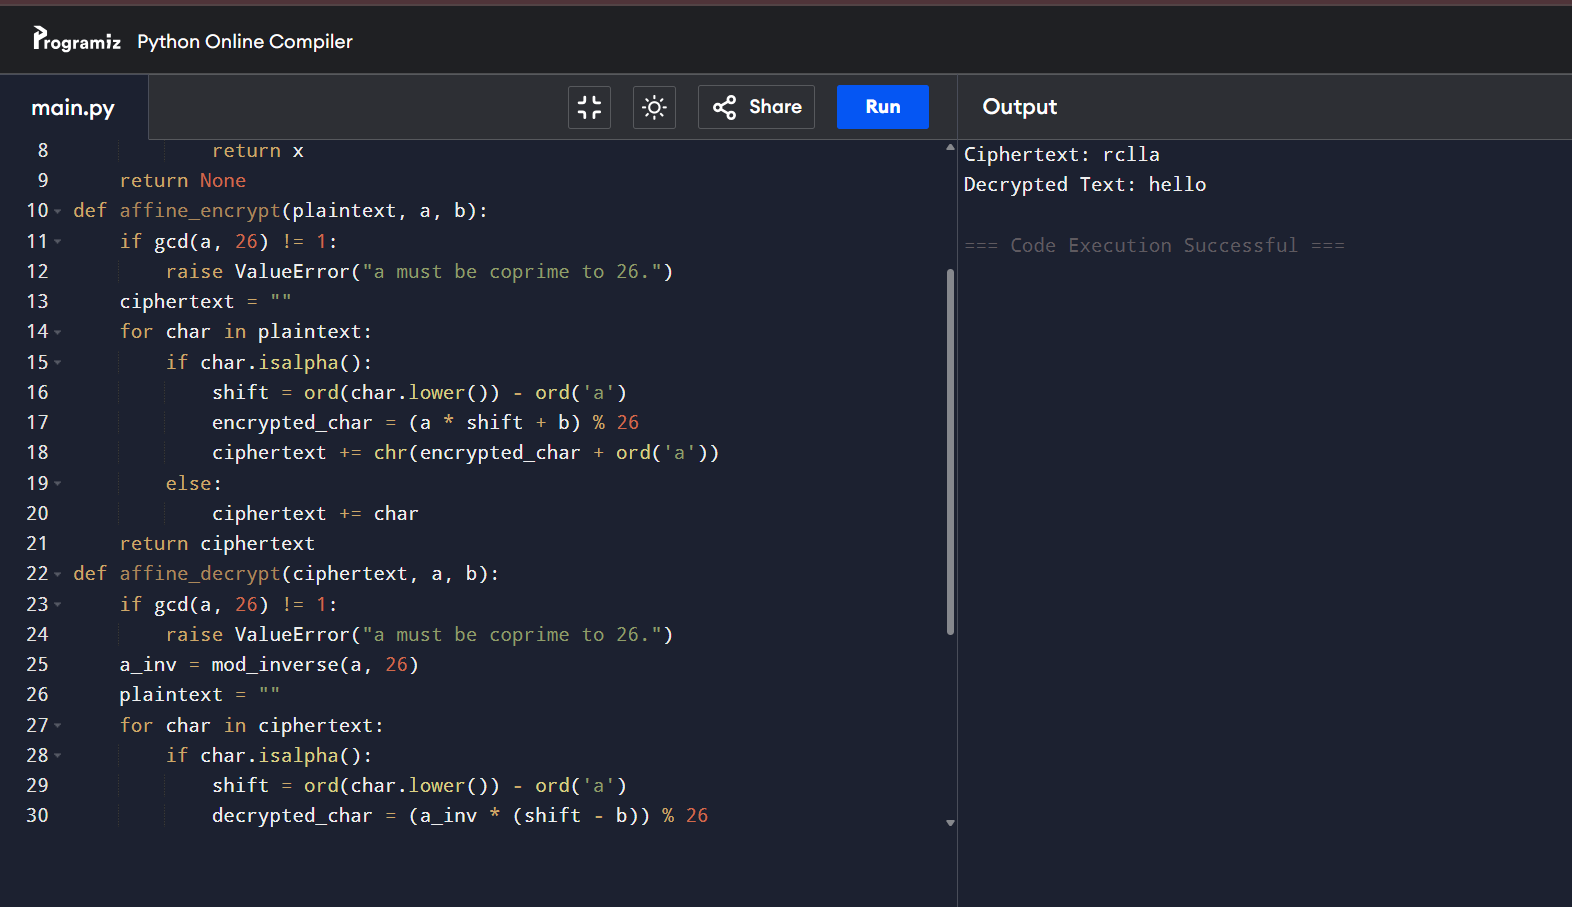 Programiz Python Online Compiler
main.py Share Run Output
8             return x
9     return None
10 def affine_encrypt(plaintext, a, b):
11     if gcd(a, 26) != 1:
12         raise ValueError("a must be coprime to 26.")
13     ciphertext = ""
14     for char in plaintext:
15         if char.isalpha():
16             shift = ord(char.lower()) - ord('a')
17             encrypted_char = (a * shift + b) % 26
18             ciphertext += chr(encrypted_char + ord('a'))
19         else:
20             ciphertext += char
21     return ciphertext
22 def affine_decrypt(ciphertext, a, b):
23     if gcd(a, 26) != 1:
24         raise ValueError("a must be coprime to 26.")
25     a_inv = mod_inverse(a, 26)
26     plaintext = ""
27     for char in ciphertext:
28         if char.isalpha():
29             shift = ord(char.lower()) - ord('a')
30             decrypted_char = (a_inv * (shift - b)) % 26
Ciphertext: rclla
Decrypted Text: hello
=== Code Execution Successful ===